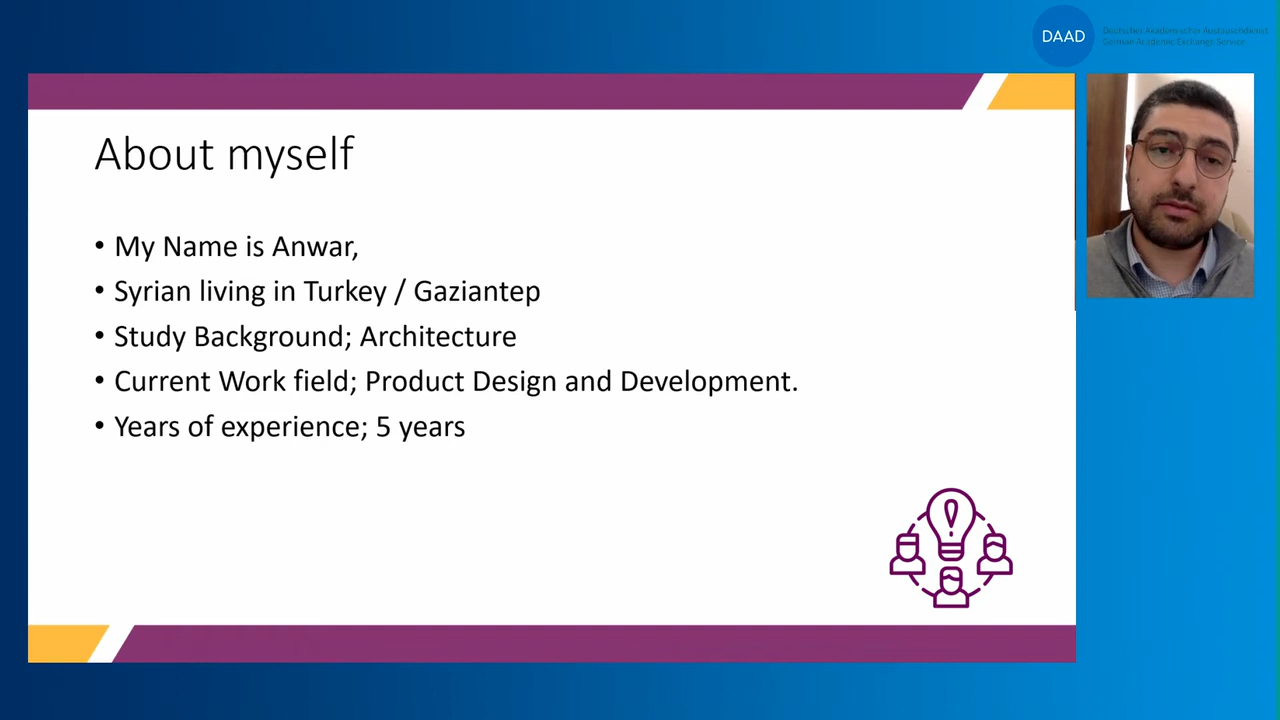 DAAD
Deutscher Akademischer Austauschdienst
German Academic Exchange Service
About myself
• My Name is Anwar,
• Syrian living in Turkey / Gaziantep
• Study Background; Architecture
• Current Work field; Product Design and Development.
• Years of experience; 5 years